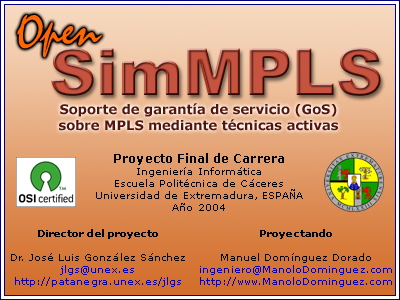 Open
SimMPLS
Soporte de garantía de servicio (GoS)
sobre MPLS mediante técnicas activas
Proyecto Final de Carrera
Ingeniería Informática
Escuela Politécnica de Cáceres
Universidad de Extremadura, ESPAÑA
Año 2004
TM
OSI certified
Director del proyecto
Dr. José Luis González Sánchez
jlgs@unex.es
http://patanegra.unex.es/jlgs
Proyectando
Manuel Domínguez Dorado
ingeniero@ManoloDominguez.com
http://www.ManoloDominguez.com